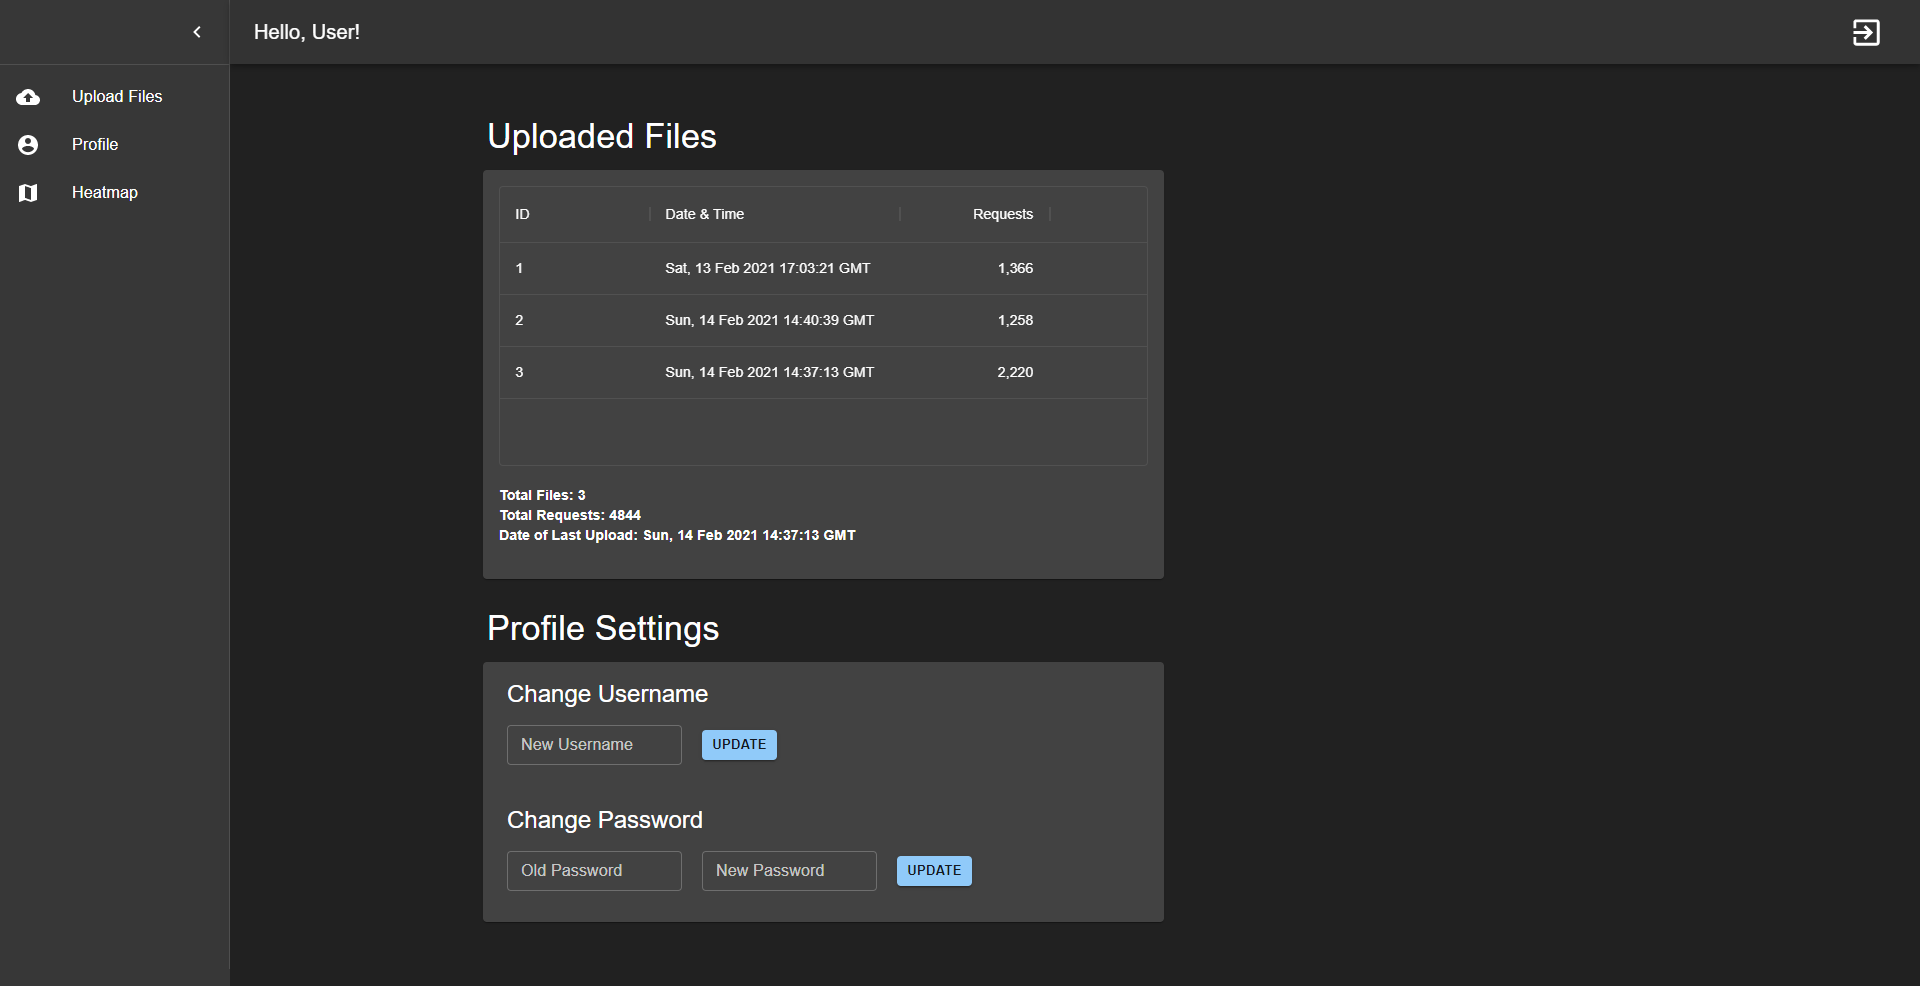 Hello, User!
Upload Files
Profile
Heatmap
Uploaded Files
ID Date & Time Requests
1 Sat, 13 Feb 2021 17:03:21 GMT 1,366
2 Sun, 14 Feb 2021 14:40:39 GMT 1,258
3 Sun, 14 Feb 2021 14:37:13 GMT 2,220
Total Files: 3
Total Requests: 4844
Date of Last Upload: Sun, 14 Feb 2021 14:37:13 GMT
Profile Settings
Change Username
New Username UPDATE
Change Password
Old Password New Password UPDATE